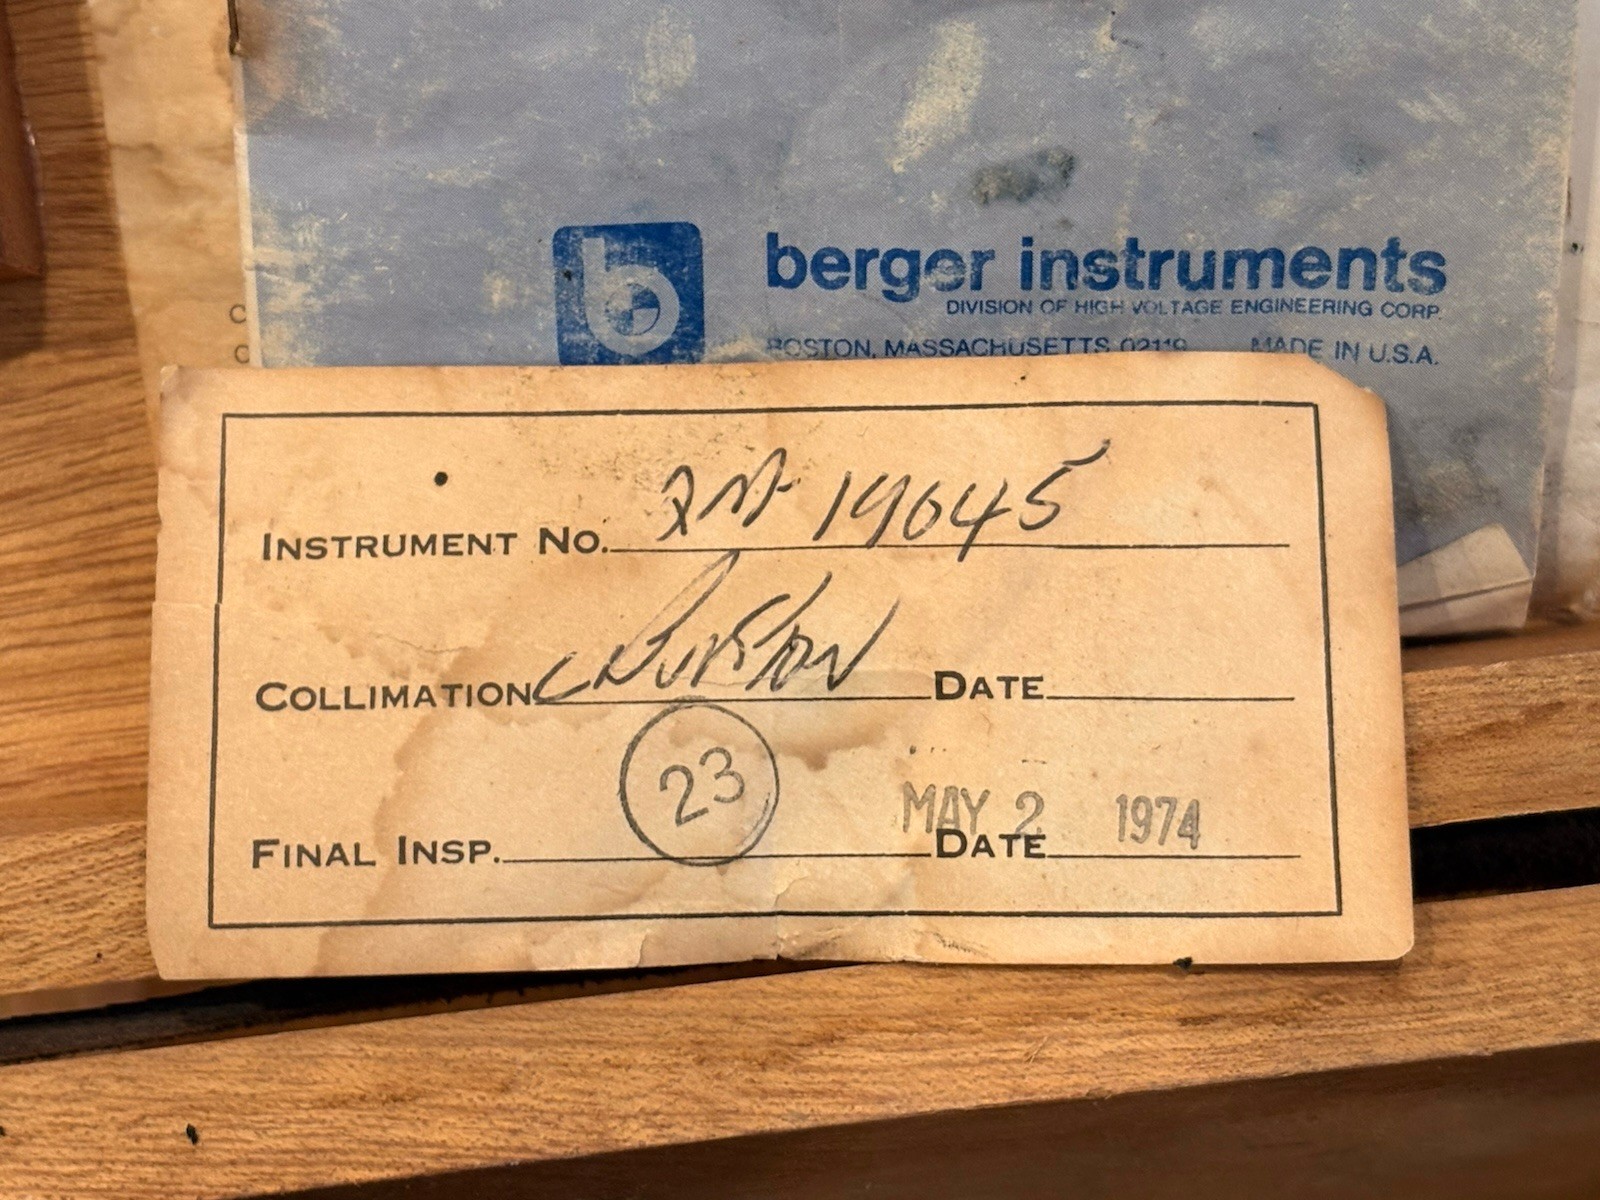 b
berger instruments
DIVISION OF HIGH VOLTAGE ENGINEERING CORP.
BOSTON, MASSACHUSETTS 02119 MADE IN U.S.A.
INSTRUMENT NO. 19045
COLLIMATION DATE
23
MAY 2 1974
FINAL INSP. DATE